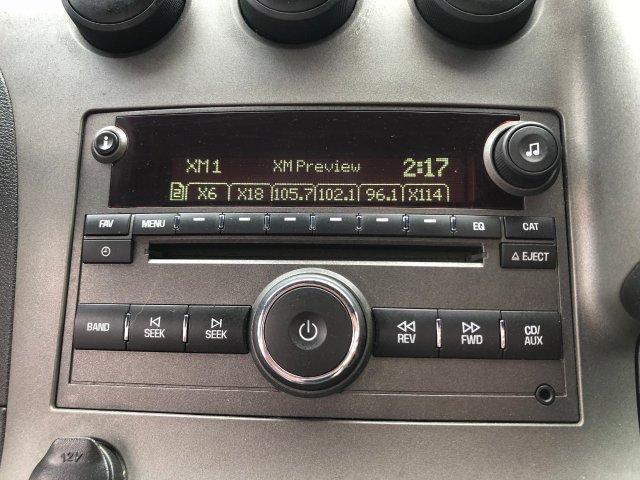 XM1 XM Preview 2:17
2 X6 X18 105.7 102.1 96.1 X114
FAV MENU EQ CAT
EJECT
BAND SEEK SEEK REV FWD CD/
AUX
12V